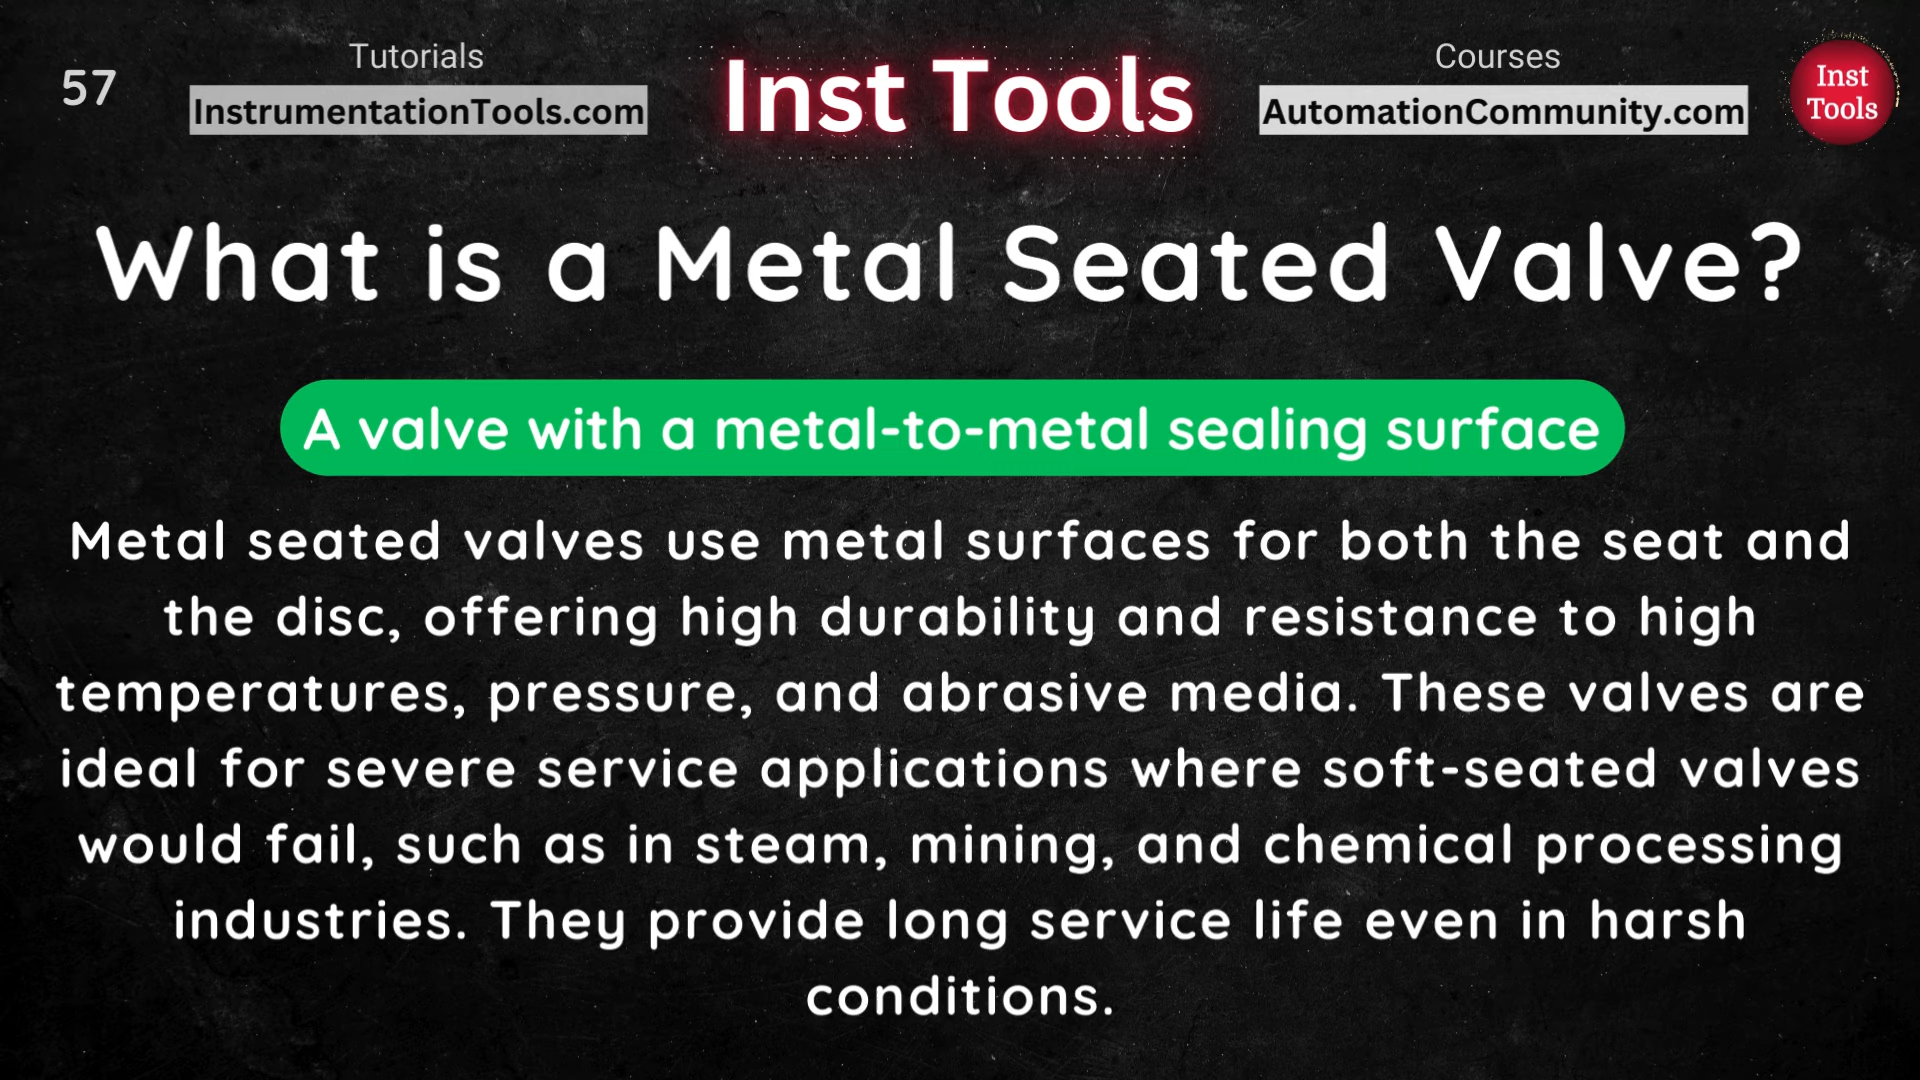 57
Tutorials
InstrumentationTools.com
Inst Tools
Courses
AutomationCommunity.com
Inst
Tools
What is a Metal Seated Valve?
A valve with a metal-to-metal sealing surface
Metal seated valves use metal surfaces for both the seat and
the disc, offering high durability and resistance to high
temperatures, pressure, and abrasive media. These valves are
ideal for severe service applications where soft-seated valves
would fail, such as in steam, mining, and chemical processing
industries. They provide long service life even in harsh
conditions.